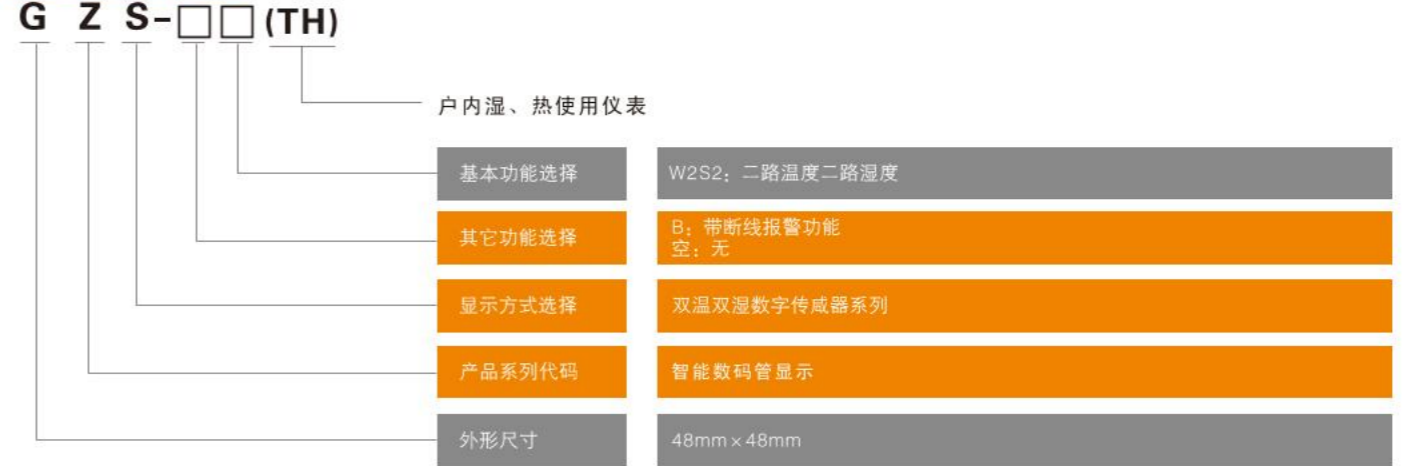 G Z S-□□(TH)
户内湿、热使用仪表
基本功能选择 W2S2：二路温度二路湿度
其它功能选择 B：带断线报警功能
空：无
显示方式选择 双温双湿数字传威器系列
产品系列代码 智能数码管显示
外形尺寸 48mm×48mm